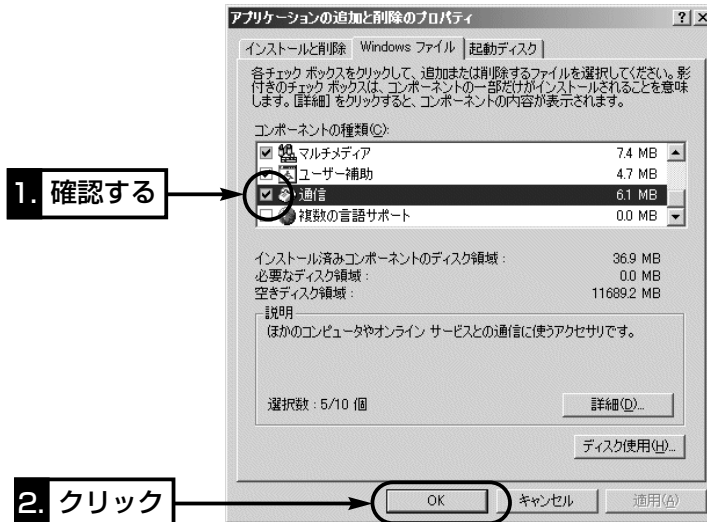 アプリケーションの追加と削除のプロパティ
インストールと削除 Windows ファイル 起動ディスク
各チェック ボックスをクリックして、追加または削除するファイルを選択してください。影
付きのチェック ボックスは、コンポーネントの一部だけがインストールされることを意味
します。[詳細] をクリックすると、コンポーネントの内容が表示されます。
コンポーネントの種類(C):
マルチメディア 7.4 MB
ユーザー補助 4.7 MB
1. 確認する
通信 6.1 MB
複数の言語サポート 0.0 MB
インストール済みコンポーネントのディスク領域 : 36.9 MB
必要なディスク領域 : 0.0 MB
空きディスク領域 : 11689.2 MB
説明
ほかのコンピュータやオンライン サービスとの通信に使うアクセサリです。
選択数 : 5/10 個 詳細(D)...
ディスク使用(H)...
2. クリック
OK キャンセル 適用(A)